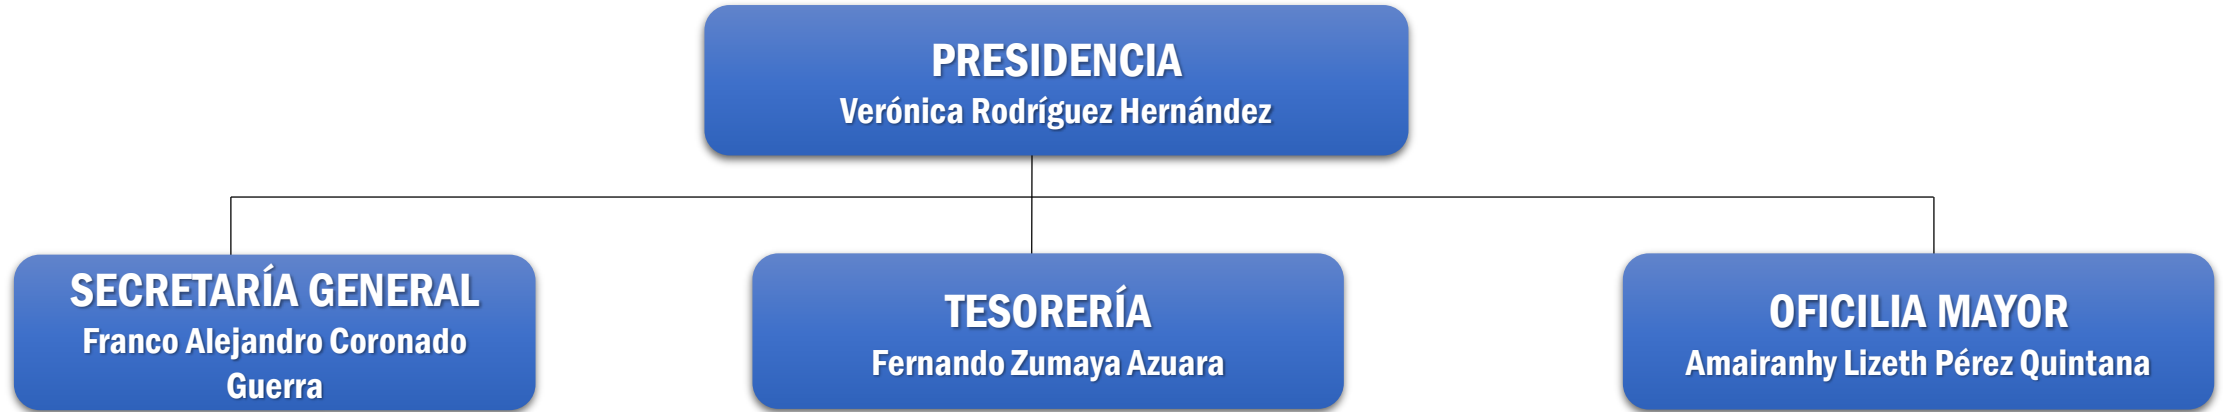 PRESIDENCIA
Verónica Rodríguez Hernández
SECRETARÍA GENERAL
Franco Alejandro Coronado
Guerra
TESORERÍA
Fernando Zumaya Azuara
OFICILIA MAYOR
Amairanhy Lizeth Pérez Quintana